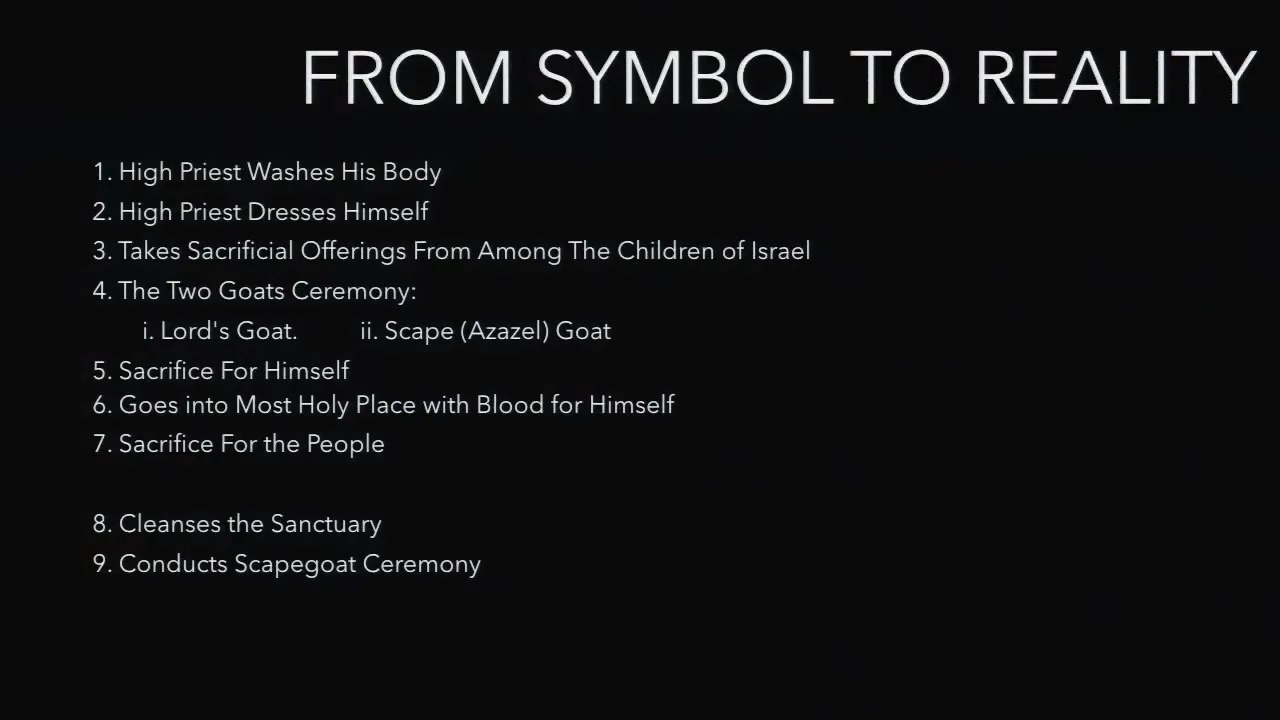 FROM SYMBOL TO REALITY
1. High Priest Washes His Body
2. High Priest Dresses Himself
3. Takes Sacrificial Offerings From Among The Children of Israel
4. The Two Goats Ceremony:
i. Lord's Goat. ii. Scape (Azazel) Goat
5. Sacrifice For Himself
6. Goes into Most Holy Place with Blood for Himself
7. Sacrifice For the People
8. Cleanses the Sanctuary
9. Conducts Scapegoat Ceremony